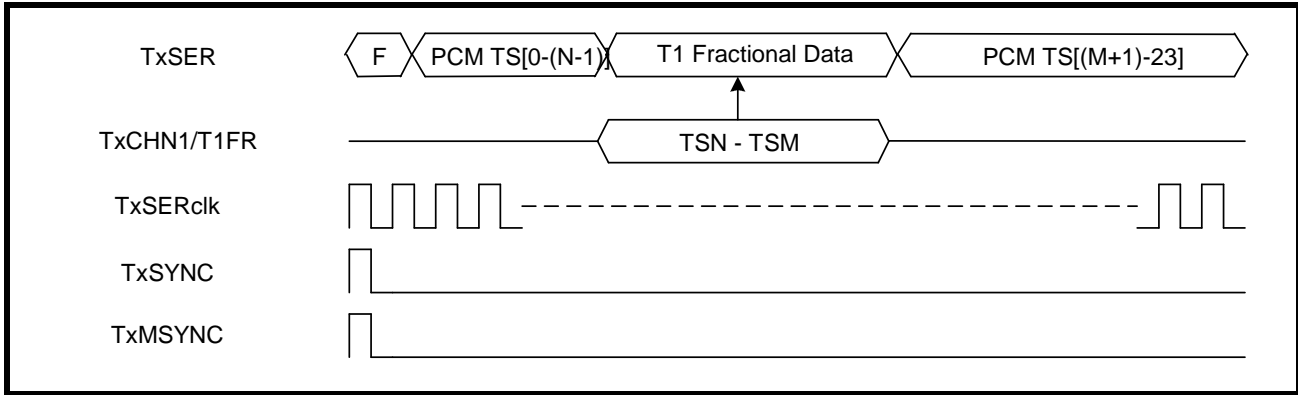 TxSER F PCM TS[0-(N-1)] T1 Fractional Data PCM TS[(M+1)-23]
TxCHN1/T1FR TSN - TSM
TxSERclk
TxSYNC
TxMSYNC